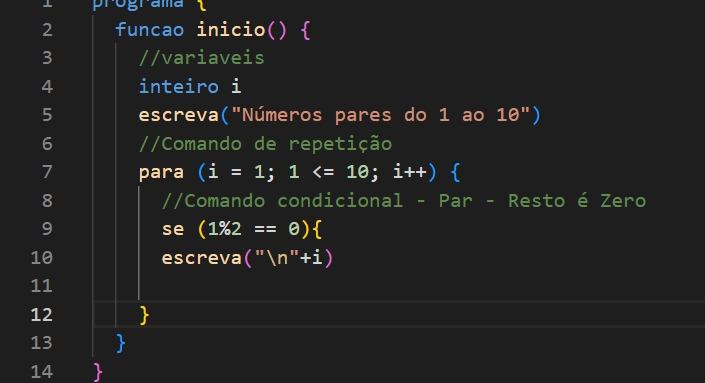 1 programa {
2 funcao inicio() {
3 //variaveis
4 inteiro i
5 escreva("Números pares do 1 ao 10")
6 //Comando de repetição
7 para (i = 1; 1 <= 10; i++) {
8 //Comando condicional - Par - Resto é Zero
9 se (1%2 == 0){
10 escreva("\n"+i)
11
12 }
13 }
14 }